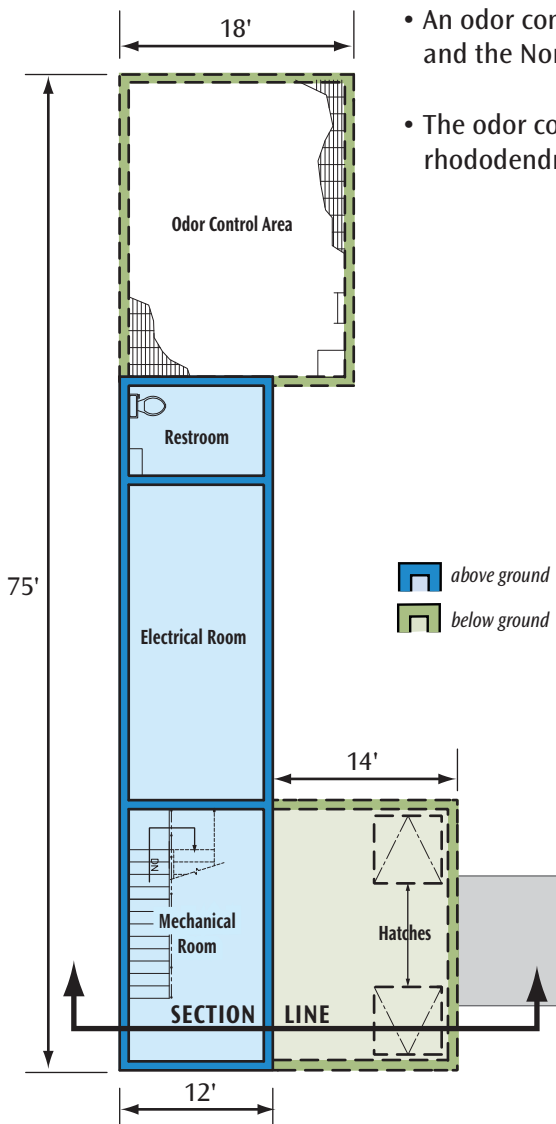 18'
• An odor con
and the Nor
• The odor co
rhododendr
Odor Control Area
Restroom
75'
above ground
below ground
Electrical Room
14'
DN
Mechanical
Room
Hatches
SECTION LINE
12'